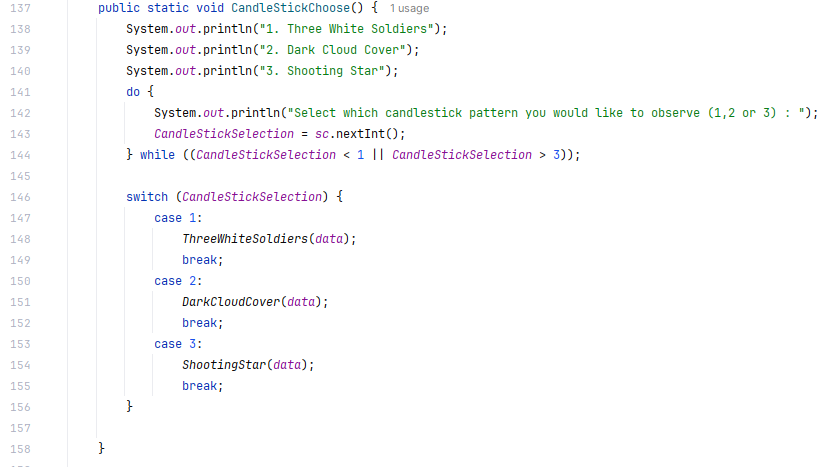 137 public static void CandleStickChoose() { 1 usage
138 System.out.println("1. Three White Soldiers");
139 System.out.println("2. Dark Cloud Cover");
140 System.out.println("3. Shooting Star");
141 do {
142 System.out.println("Select which candlestick pattern you would like to observe (1,2 or 3) : ");
143 CandleStickSelection = sc.nextInt();
144 } while ((CandleStickSelection < 1 || CandleStickSelection > 3));
145
146 switch (CandleStickSelection) {
147 case 1:
148 ThreeWhiteSoldiers(data);
149 break;
150 case 2:
151 DarkCloudCover(data);
152 break;
153 case 3:
154 ShootingStar(data);
155 break;
156 }
157
158 }